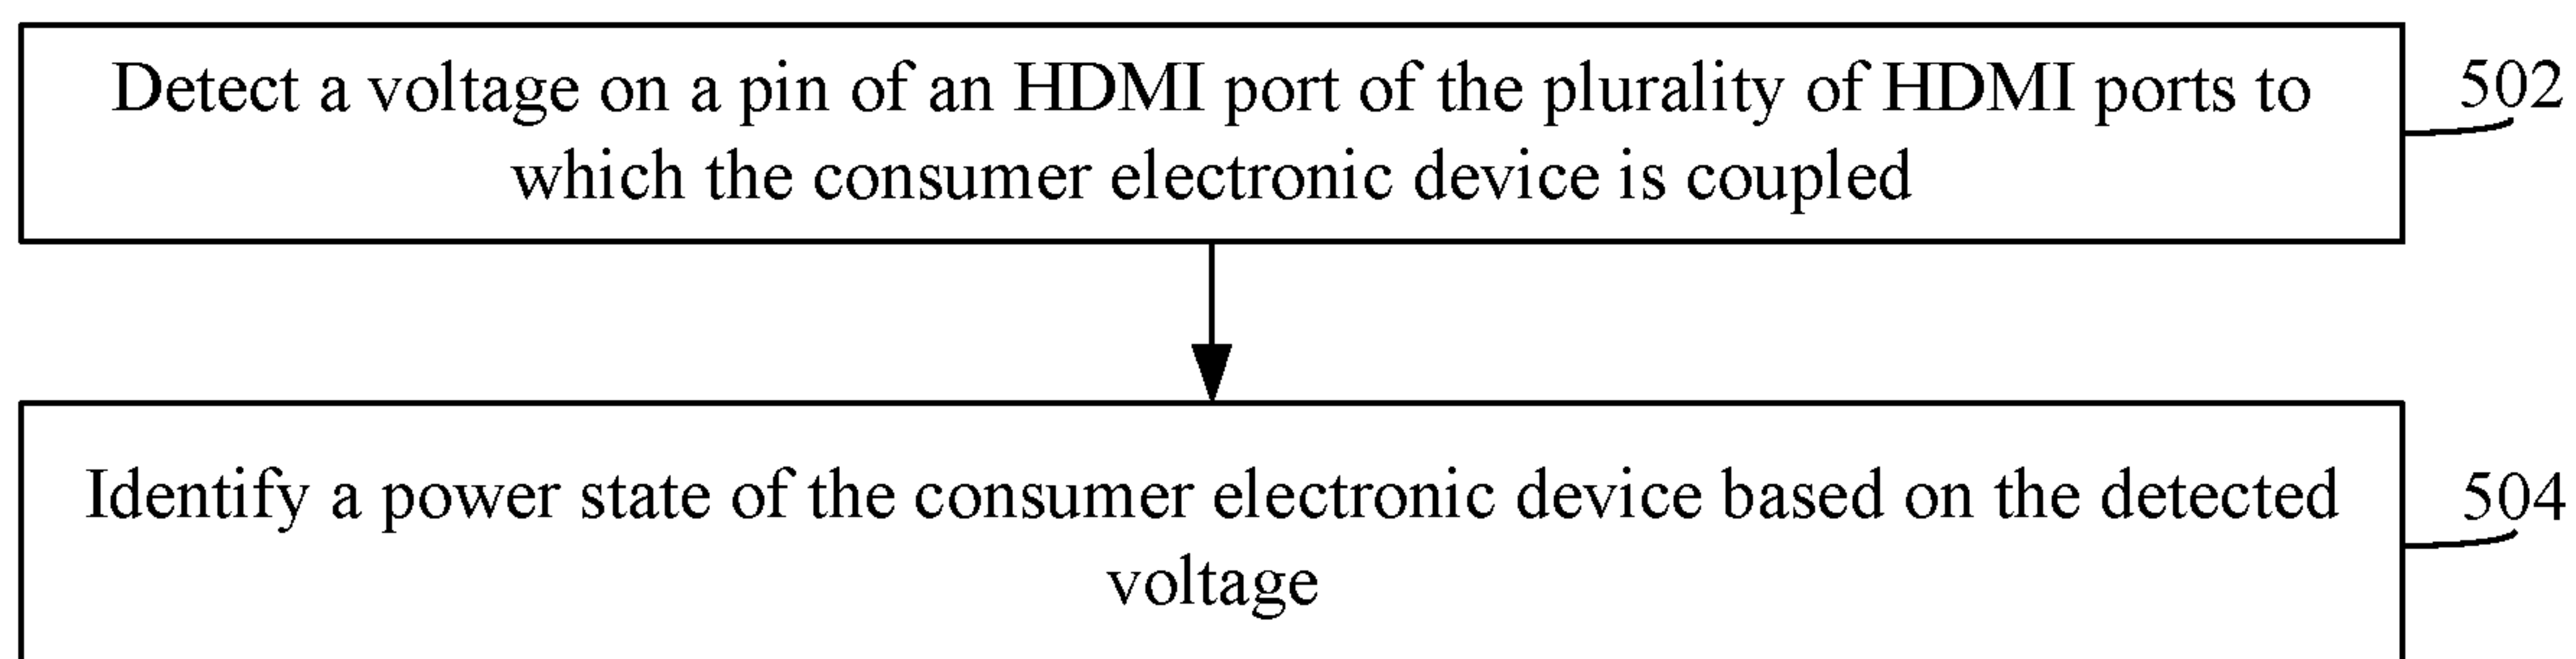 Detect a voltage on a pin of an HDMI port of the plurality of HDMI ports to
which the consumer electronic device is coupled
502
Identify a power state of the consumer electronic device based on the detected
voltage
504